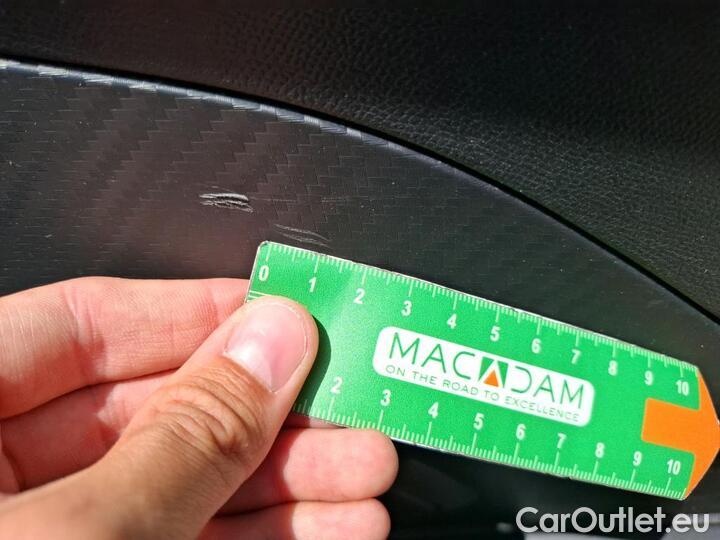 0 1 2 3 4 5 6 7 8 9 10
MACADAM
ON THE ROAD TO EXCELLENCE
2 3 4 5 6 7 8 9 10
CarOutlet.eu